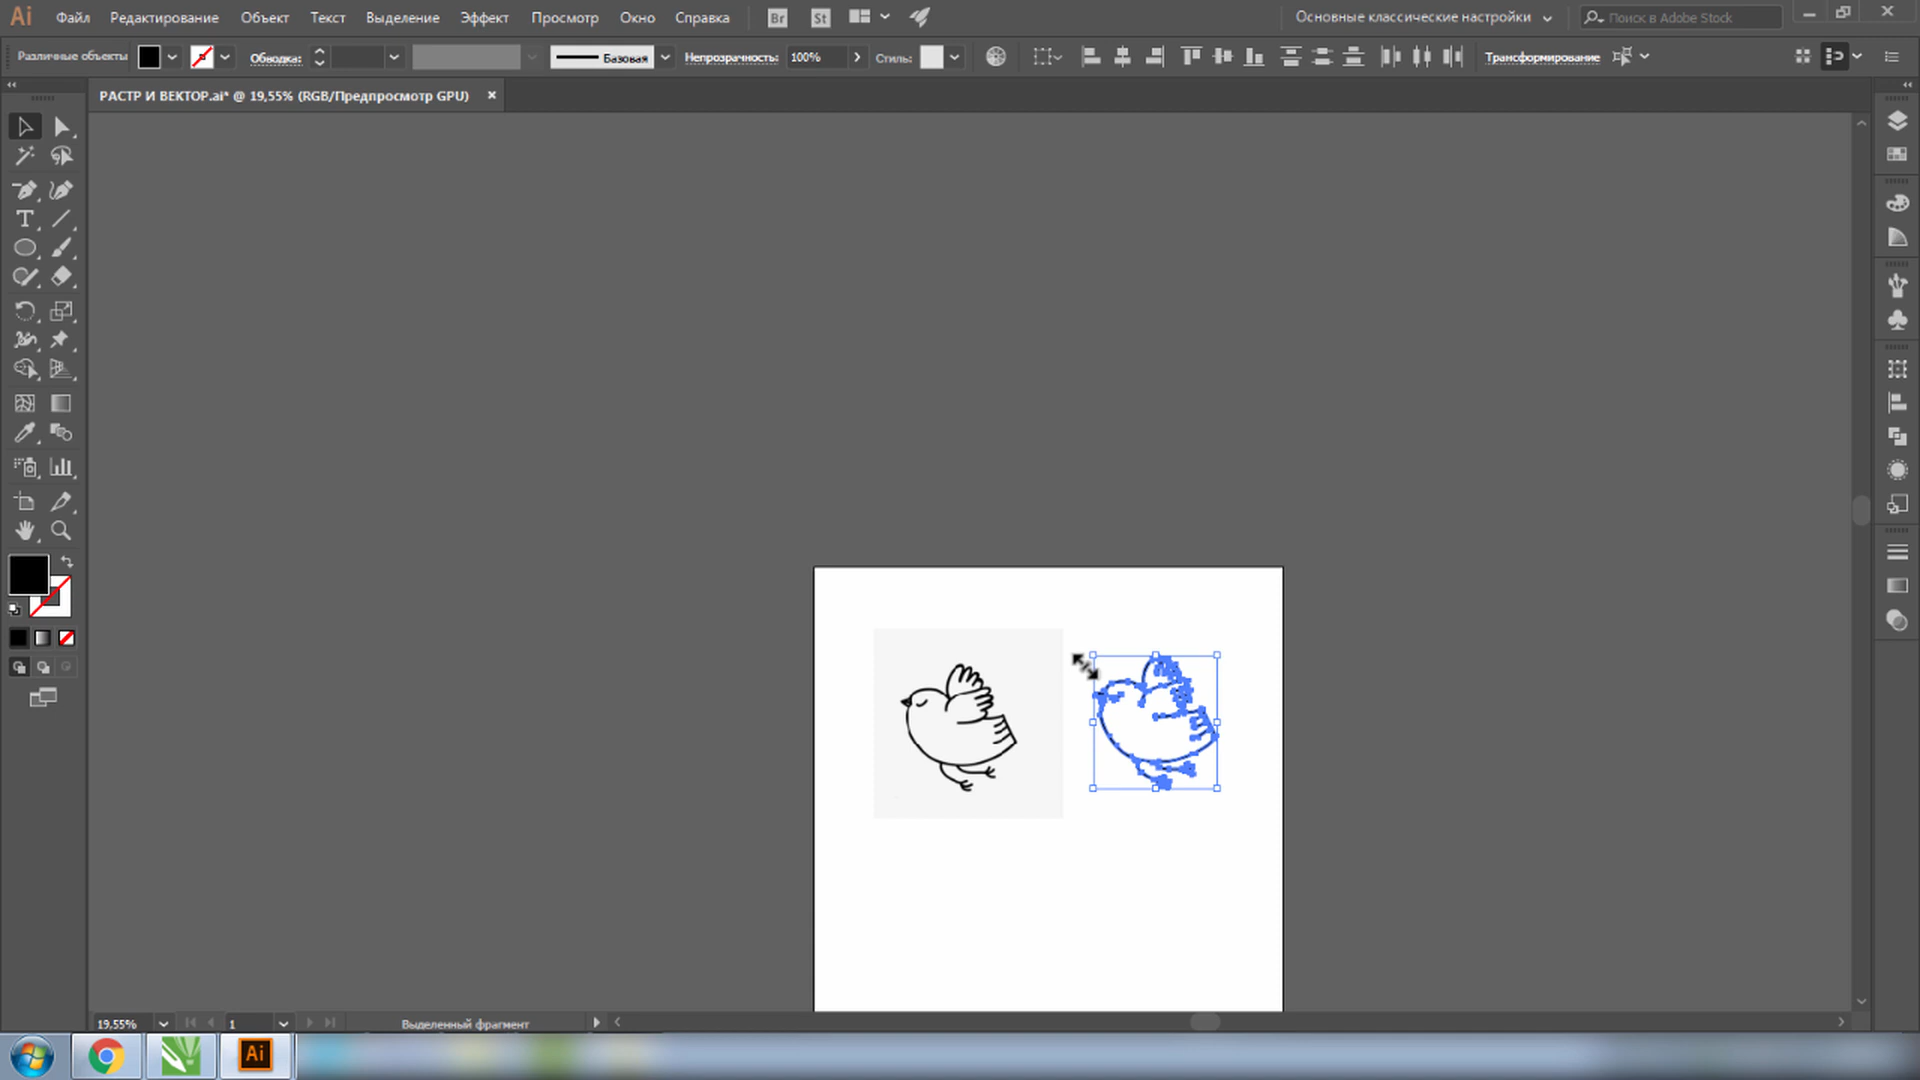 Ai Файл Редактирование Объект Текст Выделение Эффект Просмотр Окно Справка Br St Основные классические настройки Поиск в Adobe Stock
Различные объекты Обводка: Базовая Непрозрачность: 100% Стиль: Трансформирование
РАСТР И ВЕКТОР.ai* @ 19,55% (RGB/Предпросмотр GPU)
19,55% 1 Выделенный фрагмент
Ai